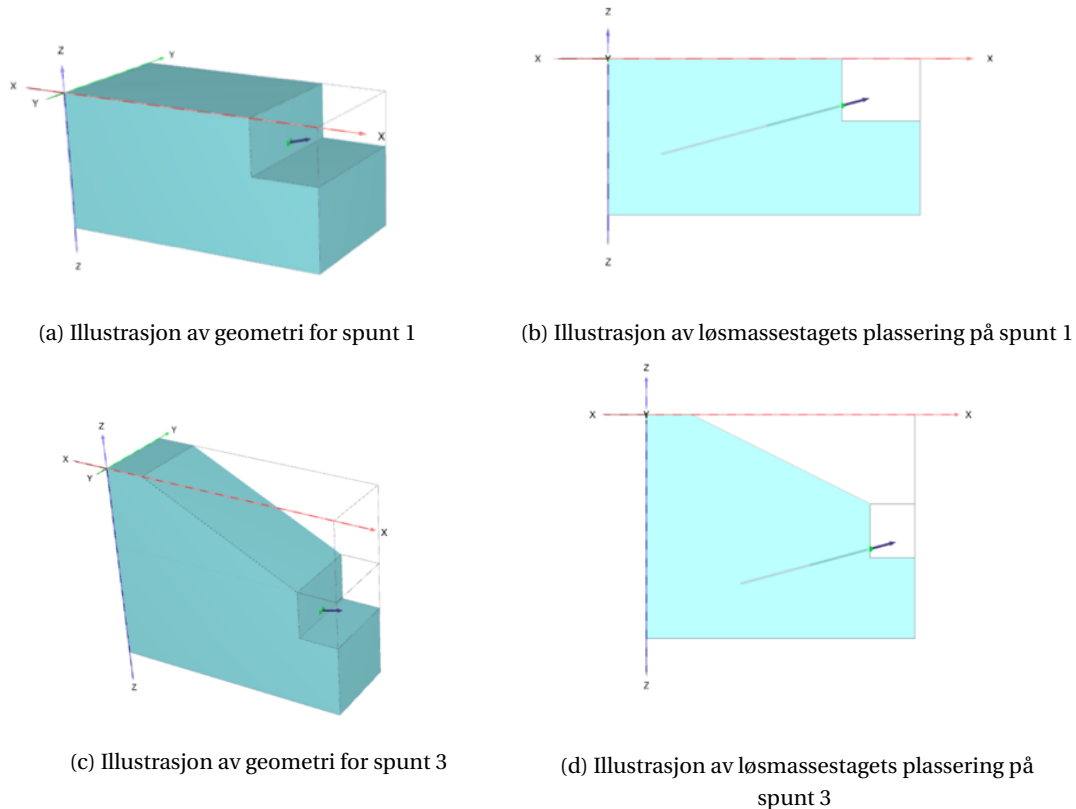 Z
Y
X
Y
X
Z
(a) Illustrasjon av geometri for spunt 1
Z
X
Y
X
Z
(b) Illustrasjon av løsmassestagets plassering på spunt 1
Z
Y
X
Y
X
Z
(c) Illustrasjon av geometri for spunt 3
Z
X
Y
X
Z
(d) Illustrasjon av løsmassestagets plassering på
spunt 3